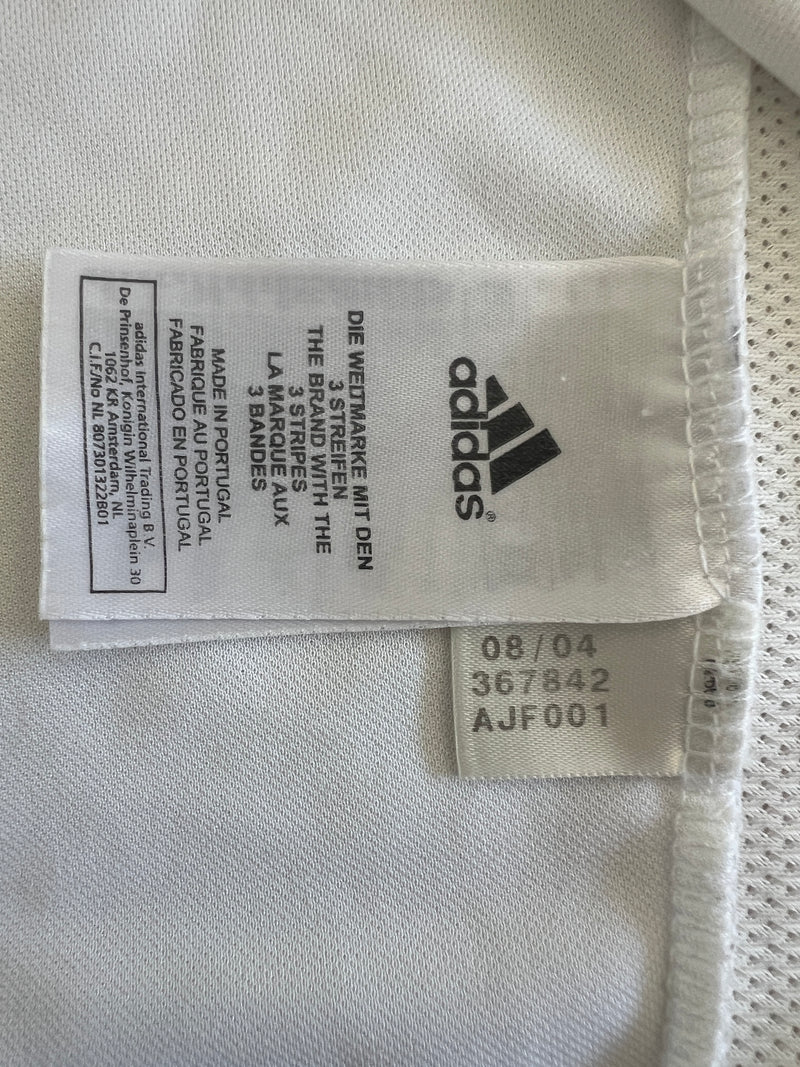 adidas®
DIE WELTMARKE MIT DEN
3 STREIFEN
THE BRAND WITH THE
3 STRIPES
LA MARQUE AUX
3 BANDES
MADE IN PORTUGAL
FABRIQUE AU PORTUGAL
FABRICADO EN PORTUGAL
adidas International Trading B V.
De Prinsenhof, Konigin Wilhelminaplein 30
1062 KR Amsterdam, NL
C.I.F/No NL 807301322B01
08/04
367842
AJF001